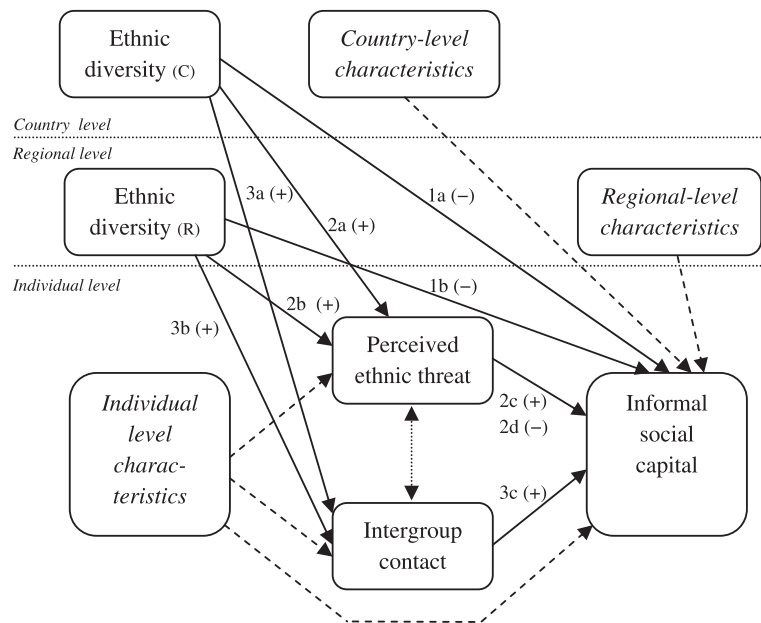 Ethnic
diversity (C)
Country-level
characteristics
Country level
Regional level
3a (+)
1a (−)
Ethnic
diversity (R)
2a (+)
Regional-level
characteristics
Individual level
1b (−)
2b (+)
3b (+)
Perceived
ethnic threat
Individual
level
charac-
teristics
2c (+)
2d (−)
Informal
social
capital
3c (+)
Intergroup
contact